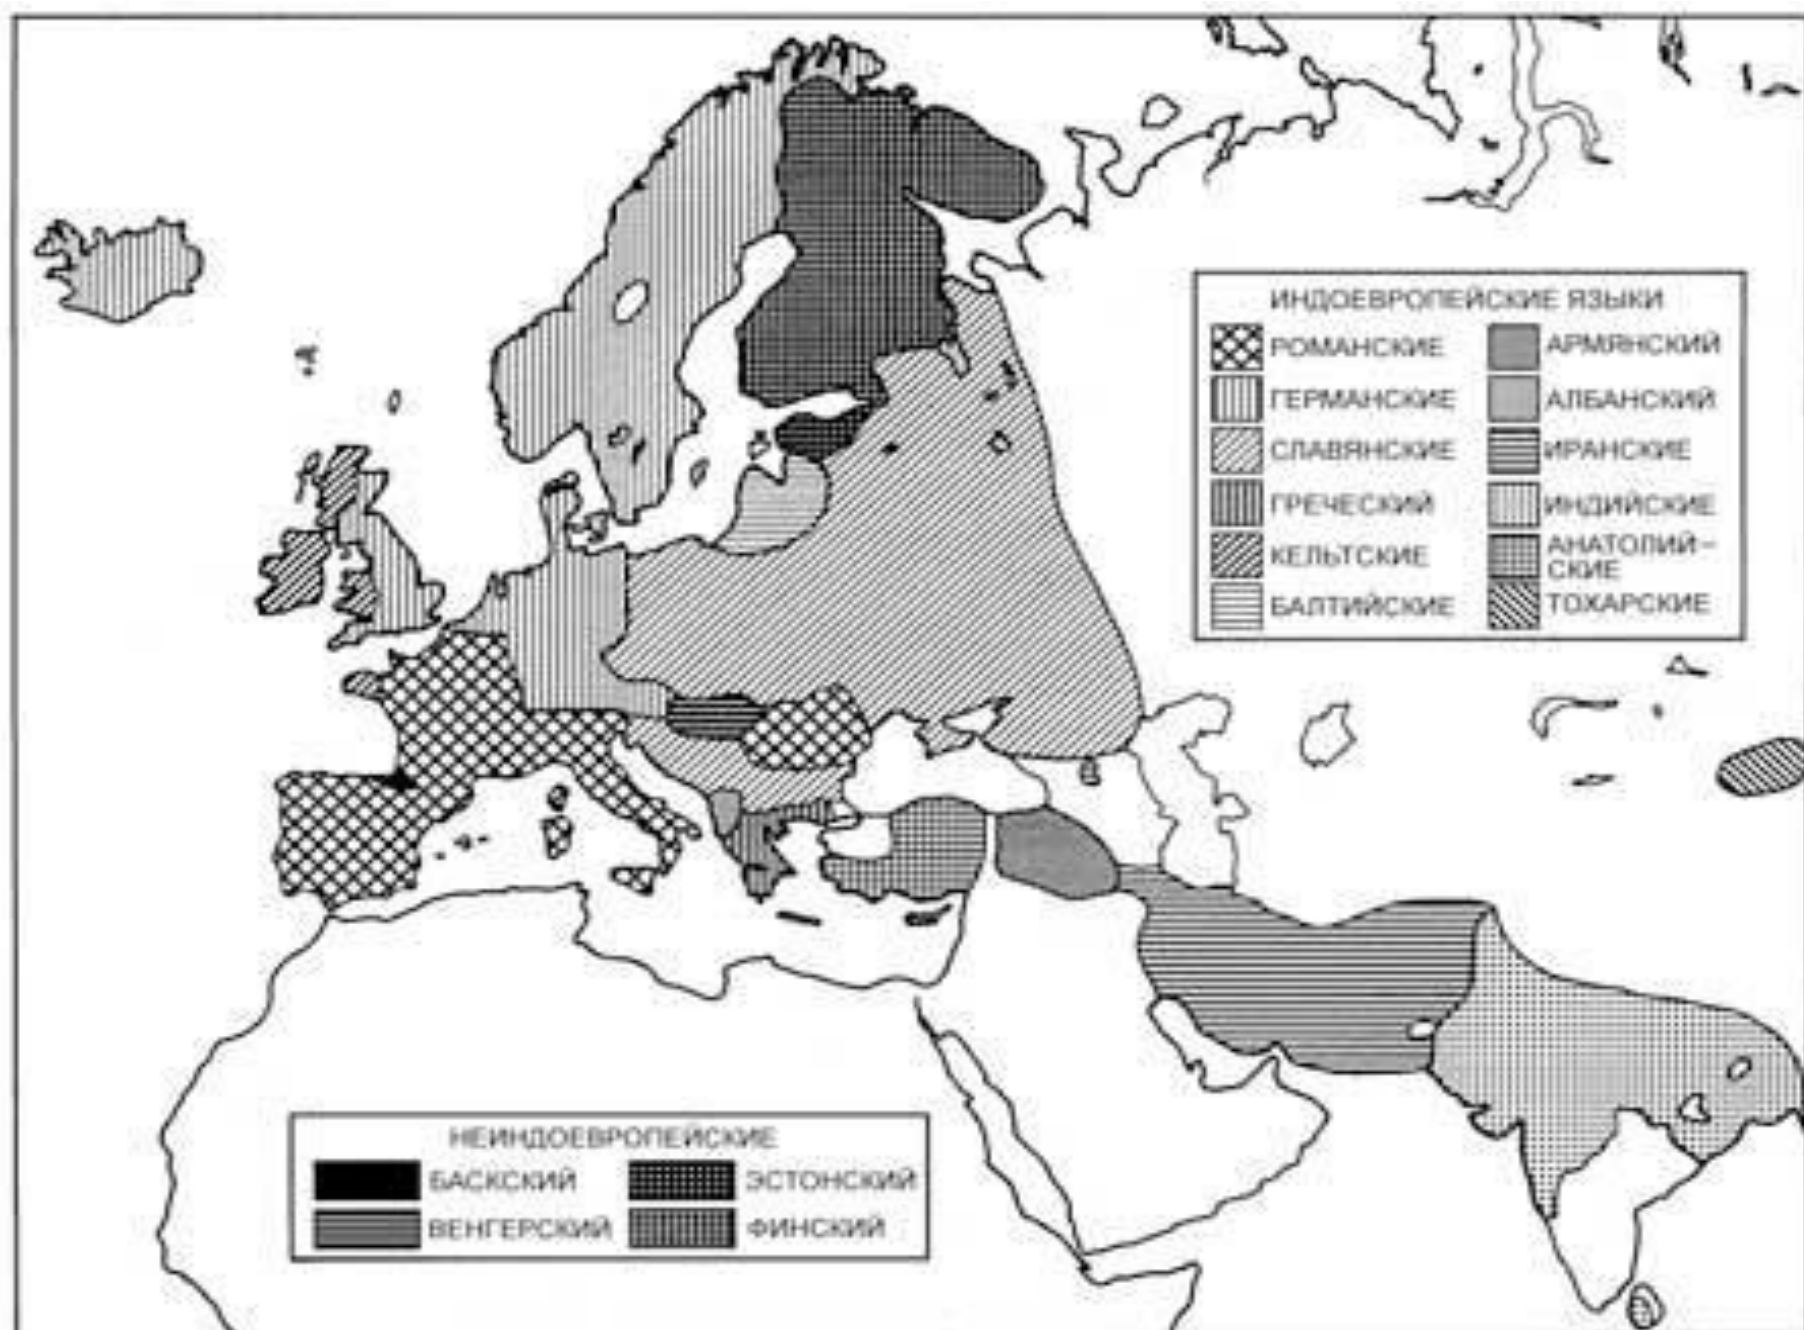 ИНДОЕВРОПЕЙСКИЕ ЯЗЫКИ
РОМАНСКИЕ
ГЕРМАНСКИЕ
СЛАВЯНСКИЕ
ГРЕЧЕСКИЙ
КЕЛЬТСКИЕ
БАЛТИЙСКИЕ
АРМЯНСКИЙ
АЛБАНСКИЙ
ИРАНСКИЕ
ИНДИЙСКИЕ
АНАТОЛИЙ–
СКИЕ
ТОХАРСКИЕ
НЕИНДОЕВРОПЕЙСКИЕ
БАСКСКИЙ
ВЕНГЕРСКИЙ
ЭСТОНСКИЙ
ФИНСКИЙ